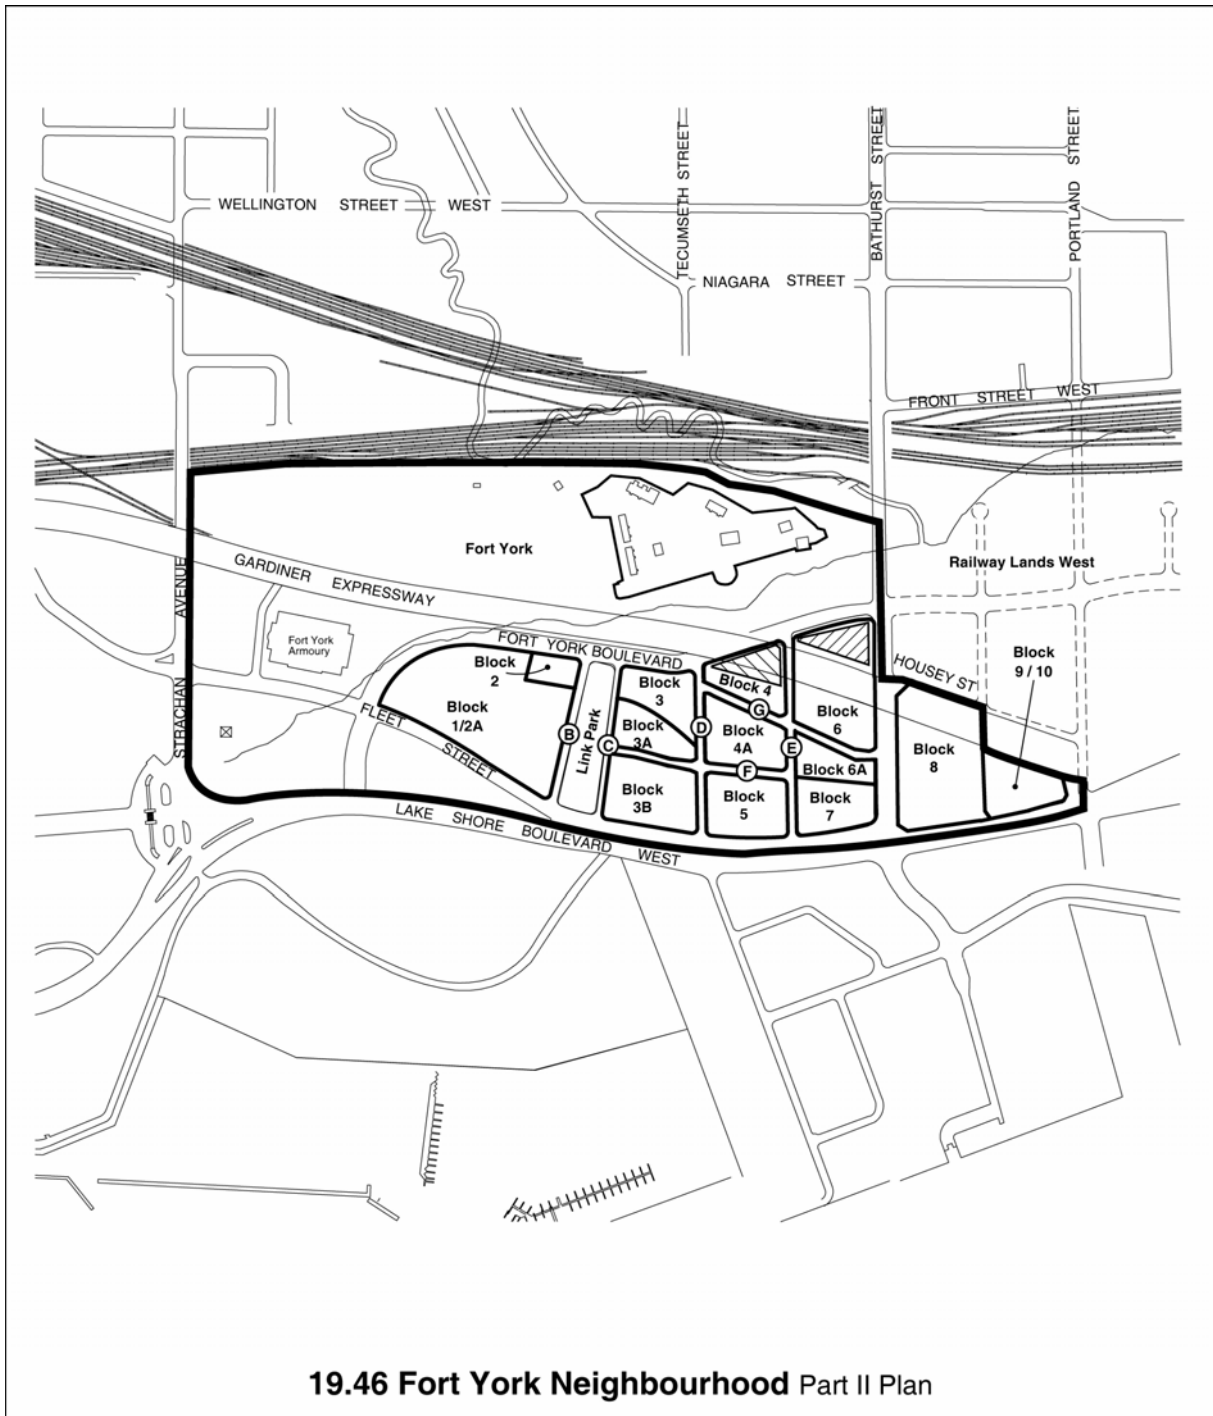 TECUMSETH STREET
BATHURST STREET
PORTLAND STREET
WELLINGTON STREET WEST
NIAGARA STREET
FRONT STREET WEST
Fort York
Railway Lands West
GARDINER EXPRESSWAY
STRACHAN AVENUE
Fort York
Armoury
FORT YORK BOULEVARD
HOUSEY ST
Block
9 / 10
Block
2
Block
1/2A
FLEET STREET
B
Link Park
C
Block
3
Block
3A
Block
3B
D
Block 4
G
Block
4A
E
F
Block
5
Block
6
Block 6A
Block
7
Block
8
LAKE SHORE BOULEVARD WEST
19.46 Fort York Neighbourhood Part II Plan